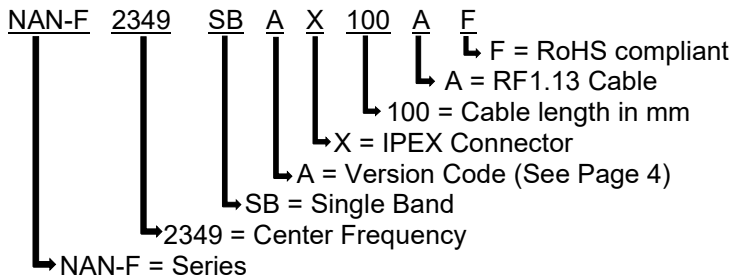 NAN-F 2349 SB A X 100 A F
F = RoHS compliant
A = RF1.13 Cable
100 = Cable length in mm
X = IPEX Connector
A = Version Code (See Page 4)
SB = Single Band
2349 = Center Frequency
NAN-F = Series